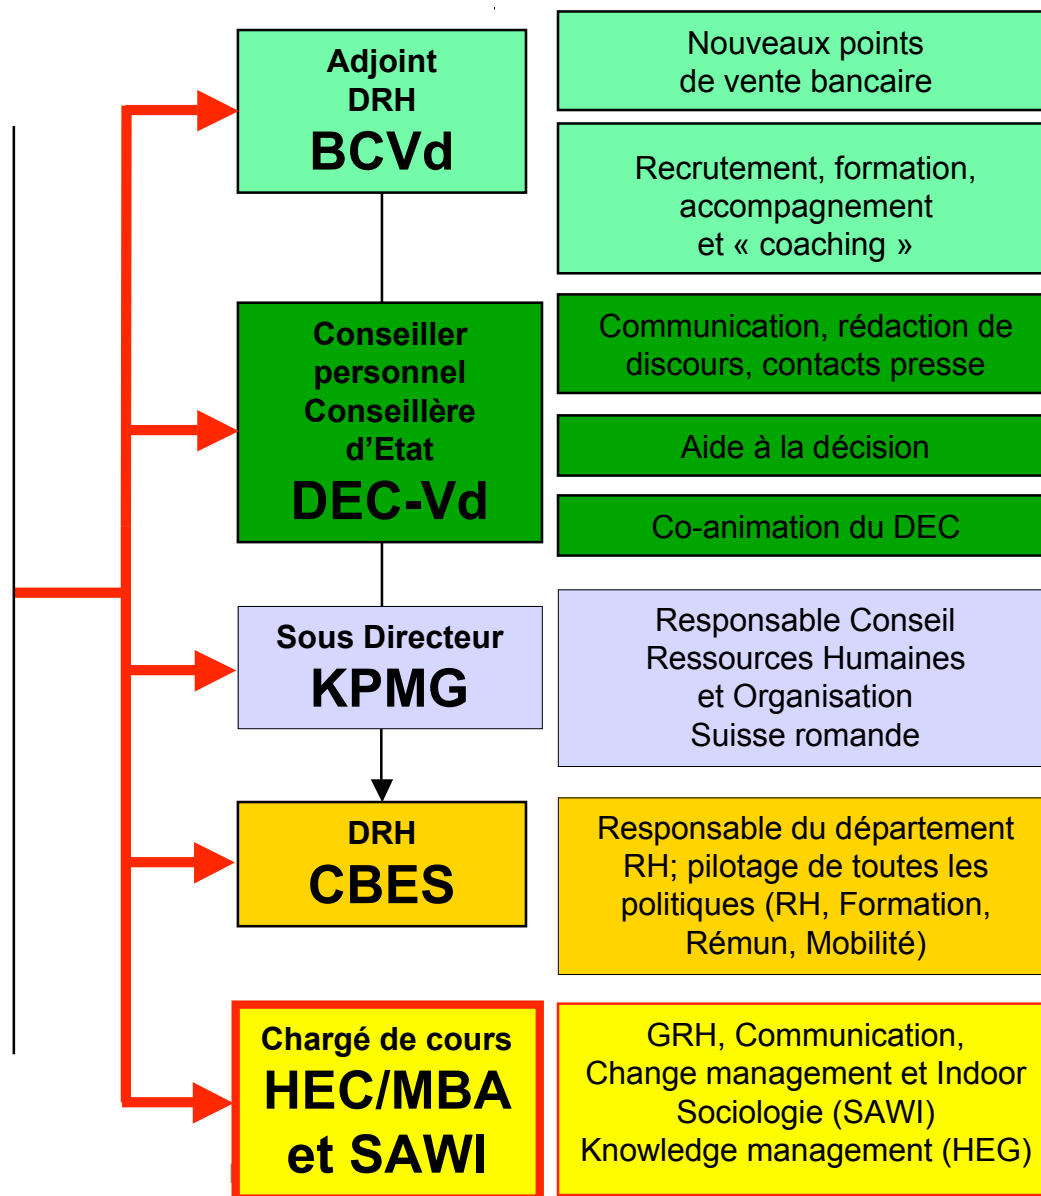 Adjoint
DRH
BCVd
Nouveaux points
de vente bancaire
Recrutement, formation,
accompagnement
et « coaching »
Conseiller
personnel
Conseillère
d’Etat
DEC-Vd
Communication, rédaction de
discours, contacts presse
Aide à la décision
Co-animation du DEC
Sous Directeur
KPMG
Responsable Conseil
Ressources Humaines
et Organisation
Suisse romande
DRH
CBES
Responsable du département
RH; pilotage de toutes les
politiques (RH, Formation,
Rémun, Mobilité)
Chargé de cours
HEC/MBA
et SAWI
GRH, Communication,
Change management et Indoor
Sociologie (SAWI)
Knowledge management (HEG)